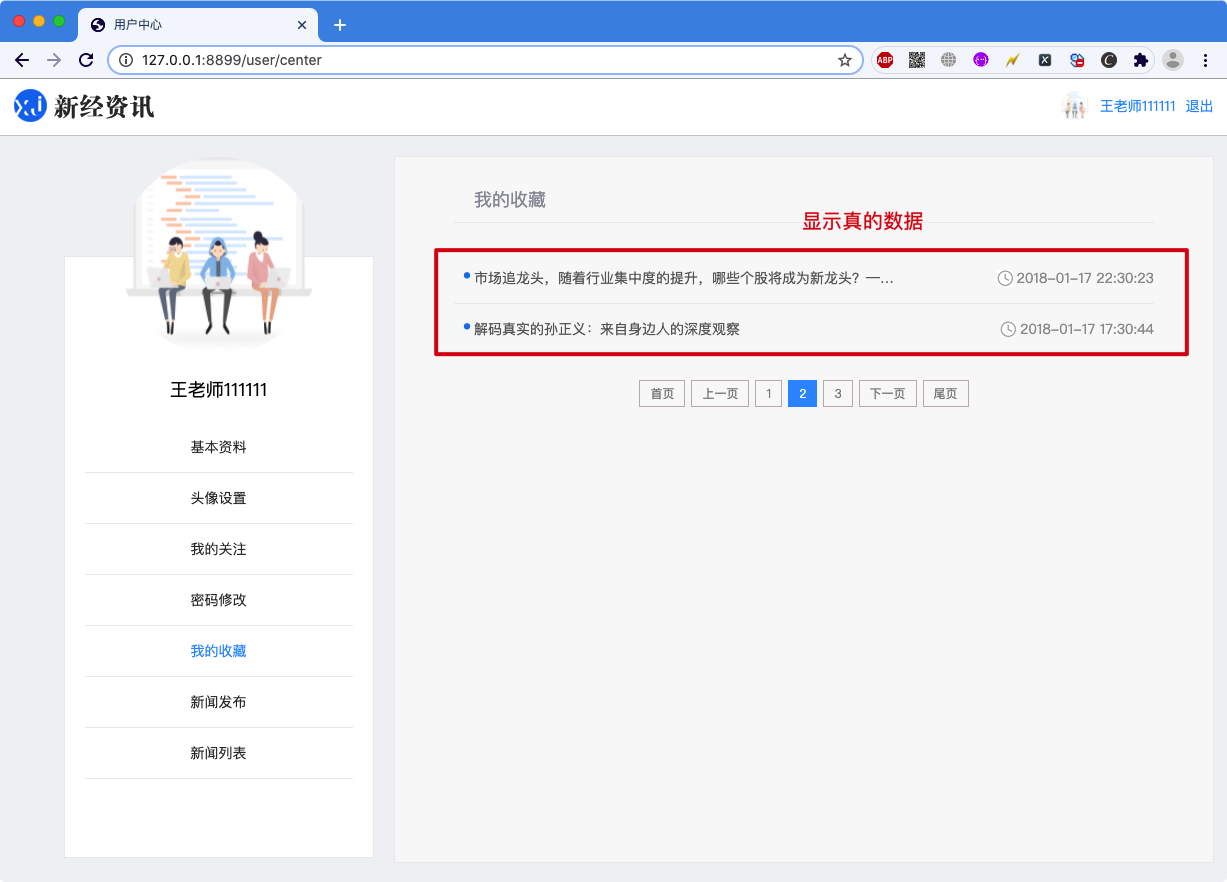 用户中心
127.0.0.1:8899/user/center
ABP
新经资讯
王老师111111 退出
我的收藏
显示真的数据
市场追龙头，随着行业集中度的提升，哪些个股将成为新龙头？一… 2018-01-17 22:30:23
解码真实的孙正义：来自身边人的深度观察 2018-01-17 17:30:44
首页 上一页 1 2 3 下一页 尾页
王老师111111
基本资料
头像设置
我的关注
密码修改
我的收藏
新闻发布
新闻列表